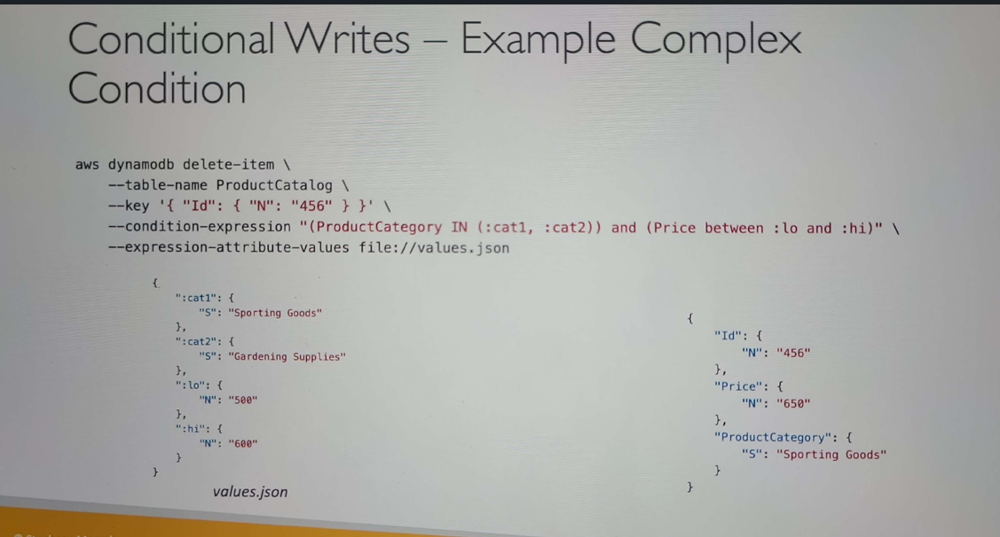 Conditional Writes – Example Complex
Condition
aws dynamodb delete-item \
--table-name ProductCatalog \
--key '{ "Id": { "N": "456" } }' \
--condition-expression "(ProductCategory IN (:cat1, :cat2)) and (Price between :lo and :hi)" \
--expression-attribute-values file://values.json
{
":cat1": {
"S": "Sporting Goods"
},
":cat2": {
"S": "Gardening Supplies"
},
":lo": {
"N": "500"
},
":hi": {
"N": "600"
}
}
values.json
{
"Id": {
"N": "456"
},
"Price": {
"N": "650"
},
"ProductCategory": {
"S": "Sporting Goods"
}
}